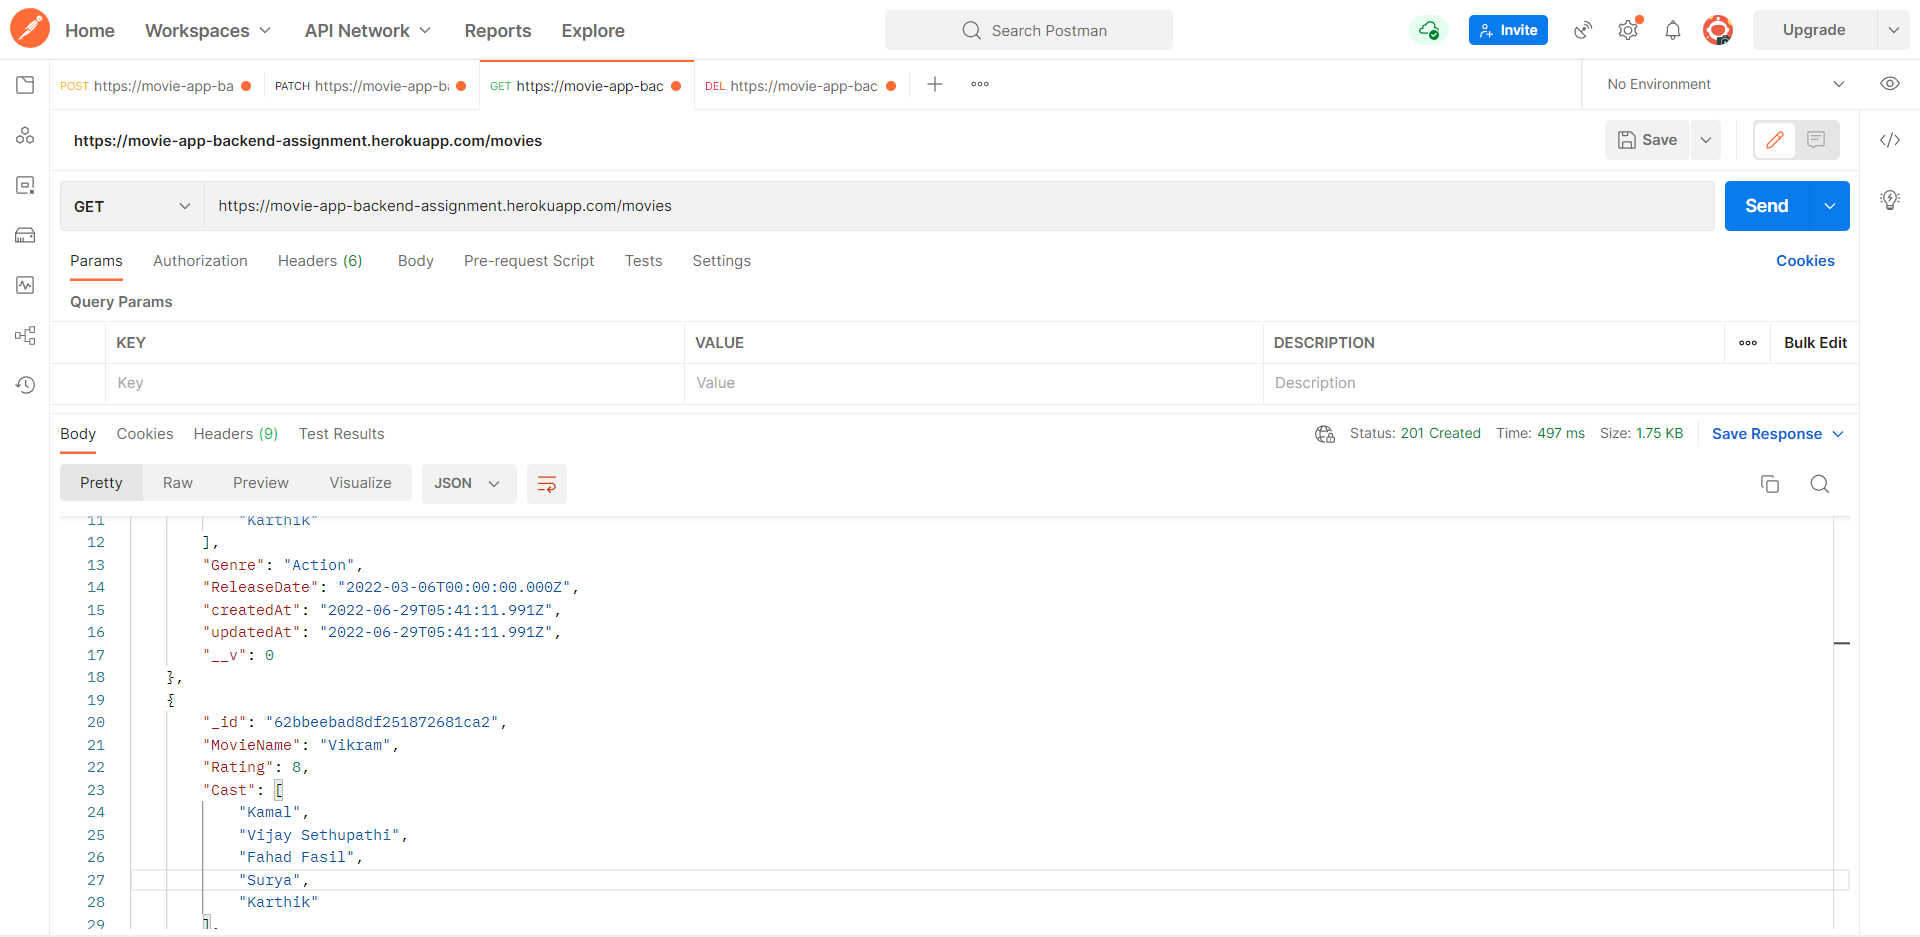 Home Workspaces API Network Reports Explore Search Postman Invite Upgrade
POST https://movie-app-ba PATCH https://movie-app-b GET https://movie-app-bac DEL https://movie-app-bac No Environment
https://movie-app-backend-assignment.herokuapp.com/movies Save
GET https://movie-app-backend-assignment.herokuapp.com/movies Send
Params Authorization Headers (6) Body Pre-request Script Tests Settings Cookies
Query Params
KEY VALUE DESCRIPTION Bulk Edit
Key Value Description
Body Cookies Headers (9) Test Results Status: 201 Created Time: 497 ms Size: 1.75 KB Save Response
Pretty Raw Preview Visualize JSON
11 "Karthik"
12 ],
13 "Genre": "Action",
14 "ReleaseDate": "2022-03-06T00:00:00.000Z",
15 "createdAt": "2022-06-29T05:41:11.991Z",
16 "updatedAt": "2022-06-29T05:41:11.991Z",
17 "__v": 0
18 },
19 {
20 "_id": "62bbeebad8df251872681ca2",
21 "MovieName": "Vikram",
22 "Rating": 8,
23 "Cast": [
24 "Kamal",
25 "Vijay Sethupathi",
26 "Fahad Fasil",
27 "Surya",
28 "Karthik"
29 ],